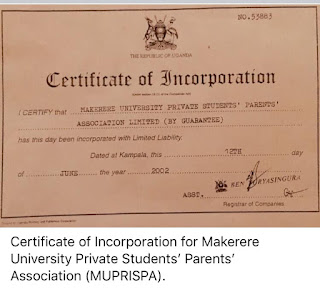 NO.53883
THE REPUBLIC OF UGANDA
Certificate of Incorporation
I CERTIFY that MAKERERE UNIVERSITY PRIVATE STUDENTS' PARENTS'
ASSOCIATION LIMITED (BY GUARANTEE)
has this day been incorporated with Limited Liability.
Dated at Kampala, this 12TH day
of JUNE the year 2002
ASST.
Registrar of Companies
Certificate of Incorporation for Makerere
University Private Students' Parents'
Association (MUPRISPA).